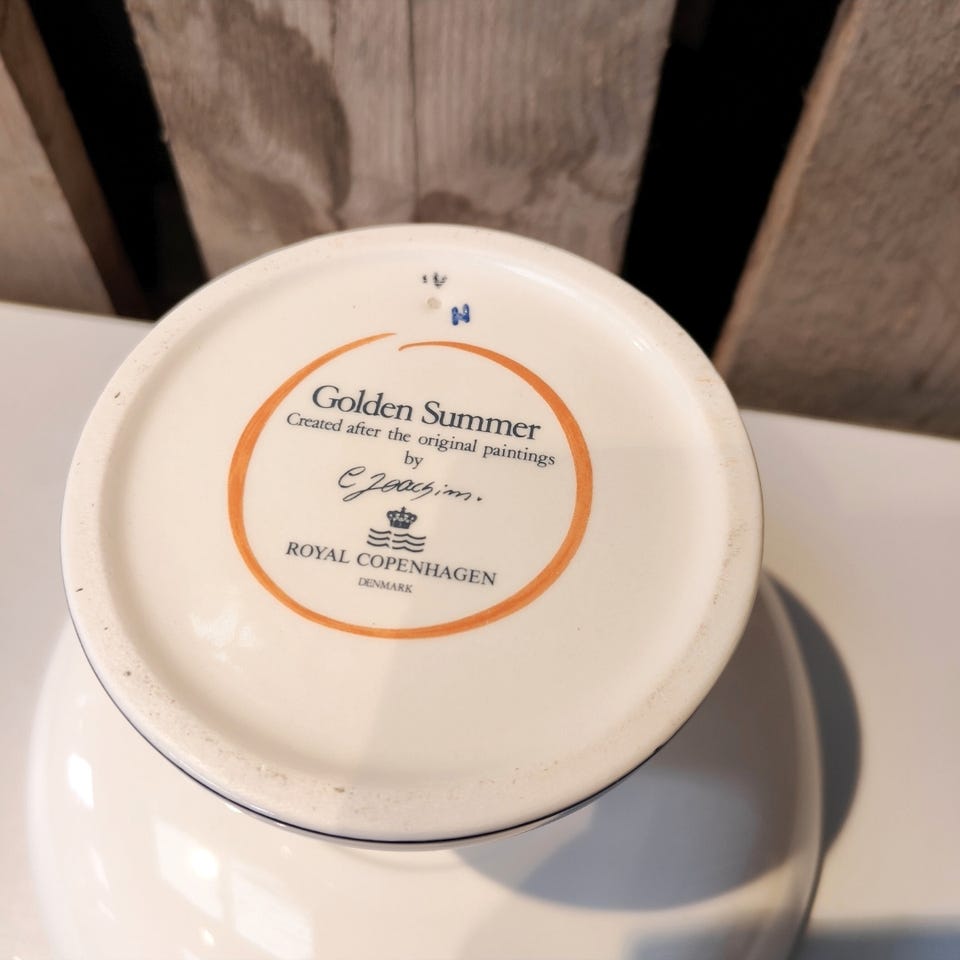 N
Golden Summer
Created after the original paintings
by
C Joachim.
ROYAL COPENHAGEN
DENMARK